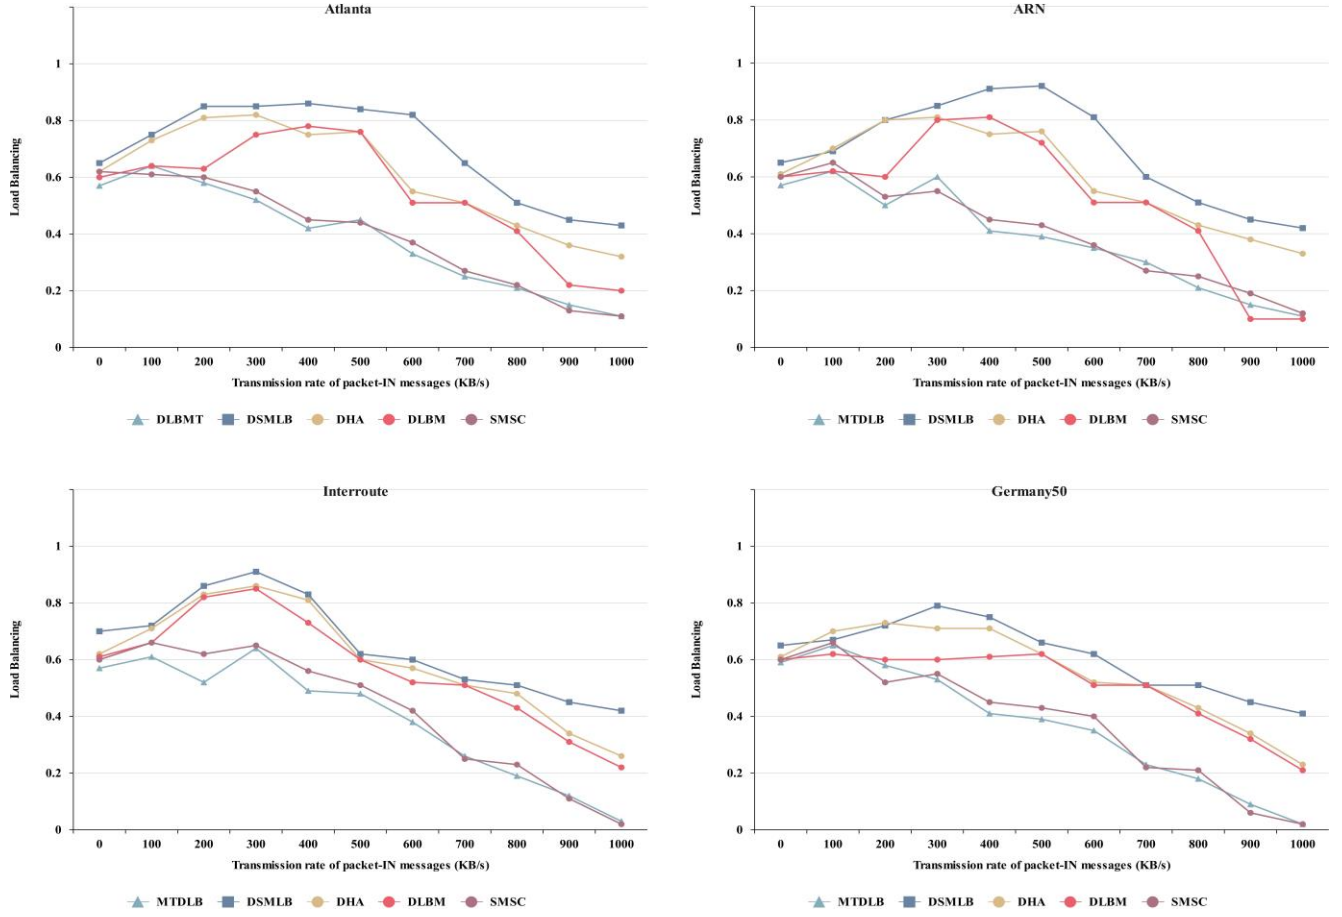 Atlanta
1
0.8
0.6
0.4
0.2
0
Load Balancing
0 100 200 300 400 500 600 700 800 900 1000
Transmission rate of packet-IN messages (KB/s)
DLBMT DSMLB DHA DLBM SMSC
ARN
1
0.8
0.6
0.4
0.2
0
Load Balancing
0 100 200 300 400 500 600 700 800 900 1000
Transmission rate of packet-IN messages (KB/s)
MTDLB DSMLB DHA DLBM SMSC
Interroute
1
0.8
0.6
0.4
0.2
0
Load Balancing
0 100 200 300 400 500 600 700 800 900 1000
Transmission rate of packet-IN messages (KB/s)
MTDLB DSMLB DHA DLBM SMSC
Germany50
1
0.8
0.6
0.4
0.2
0
Load Balancing
0 100 200 300 400 500 600 700 800 900 1000
Transmission rate of packet-IN messages (KB/s)
MTDLB DSMLB DHA DLBM SMSC